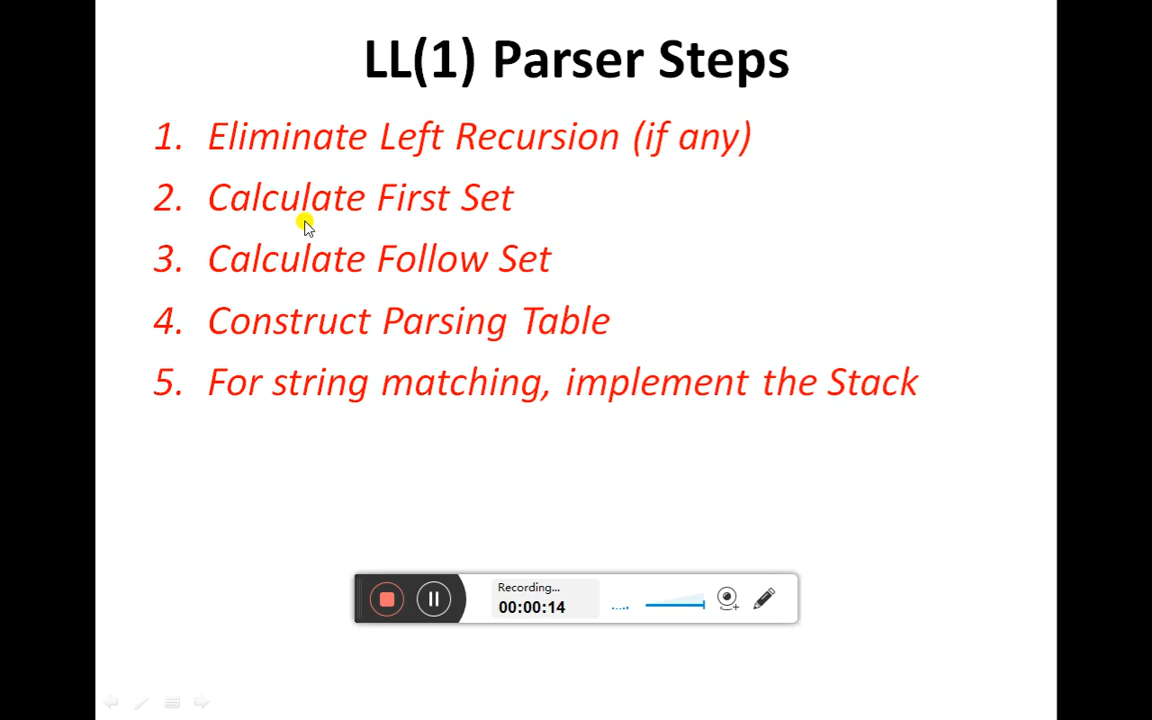 LL(1) Parser Steps
1. Eliminate Left Recursion (if any)
2. Calculate First Set
3. Calculate Follow Set
4. Construct Parsing Table
5. For string matching, implement the Stack
Recording...
00:00:14